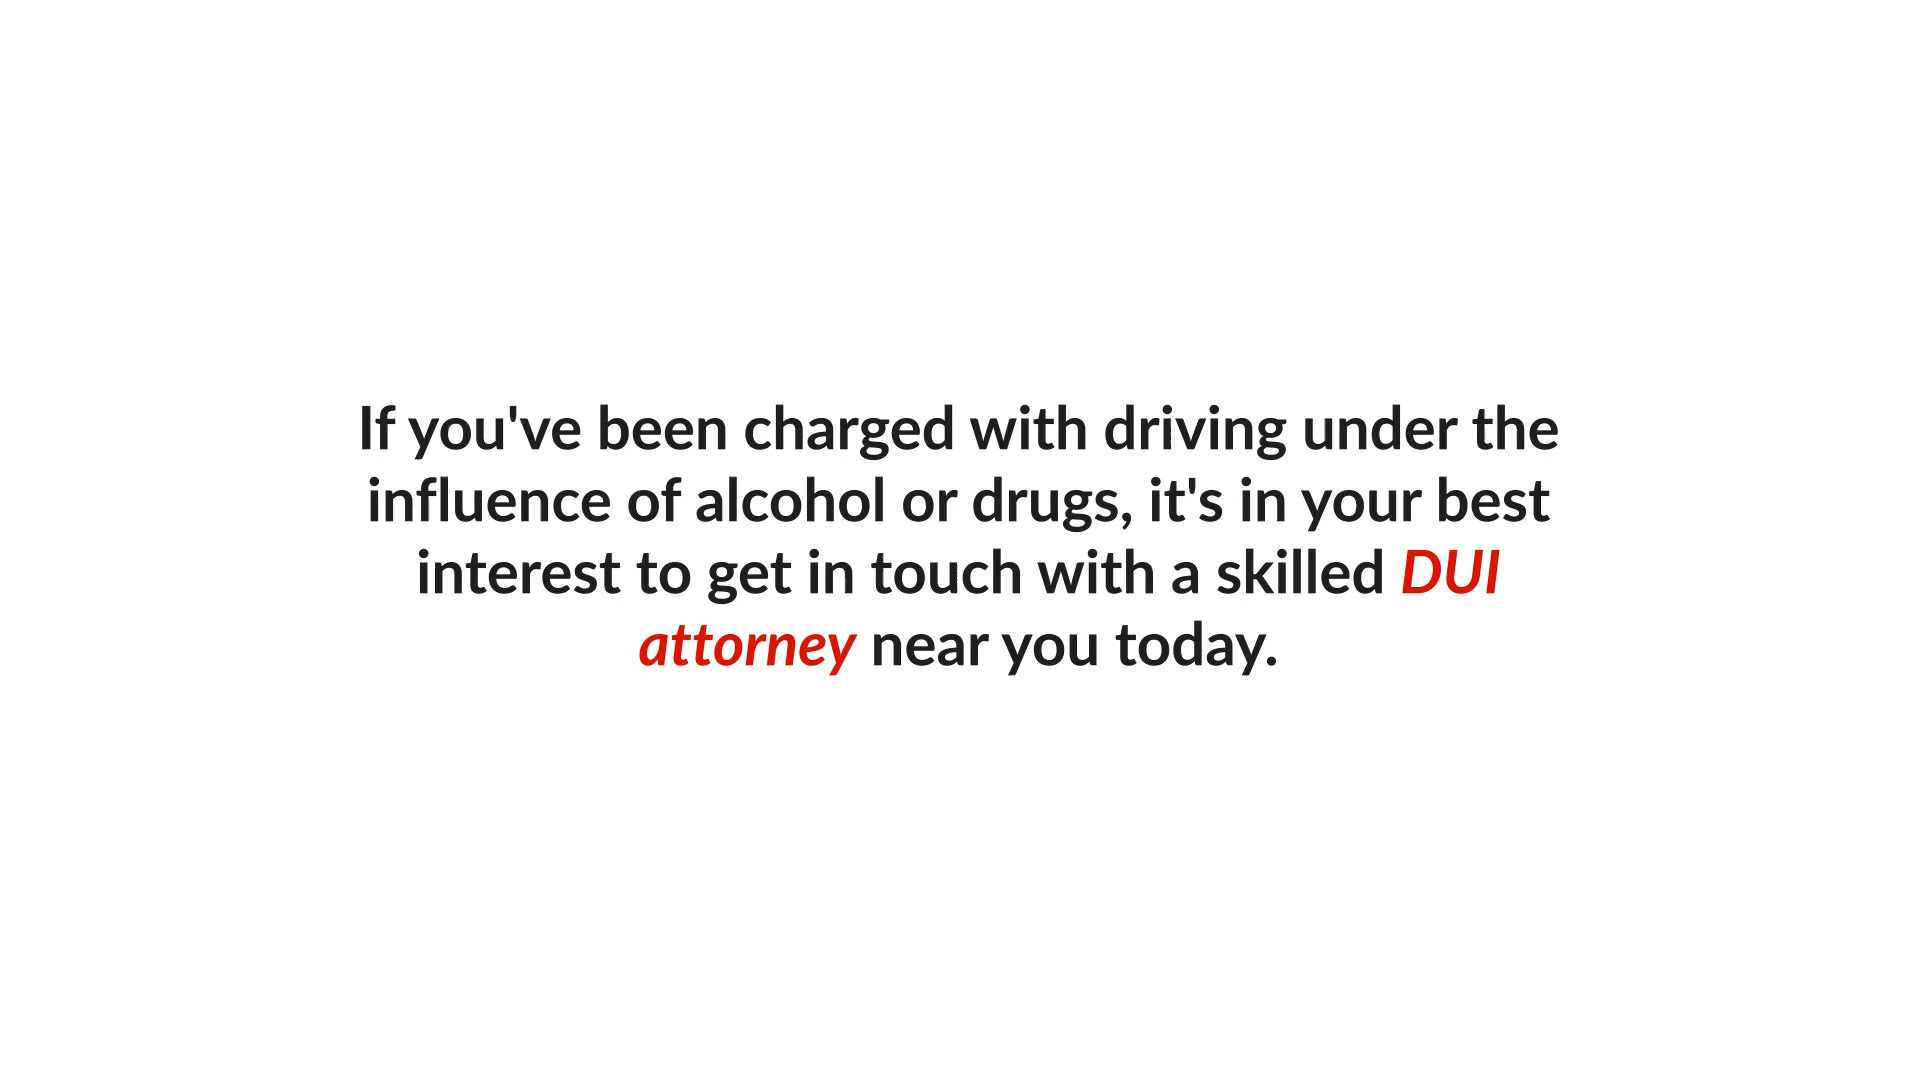 If you've been charged with driving under the
influence of alcohol or drugs, it's in your best
interest to get in touch with a skilled DUI
attorney near you today.